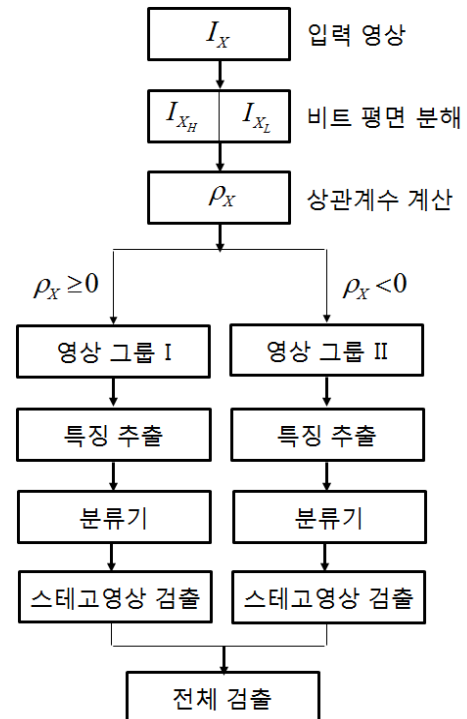 I_X 입력 영상
I_{X_H} I_{X_L} 비트 평면 분해
ρ_X 상관계수 계산
ρ_X ≥0 ρ_X <0
영상 그룹 I 영상 그룹 II
특징 추출 특징 추출
분류기 분류기
스테고영상 검출 스테고영상 검출
전체 검출